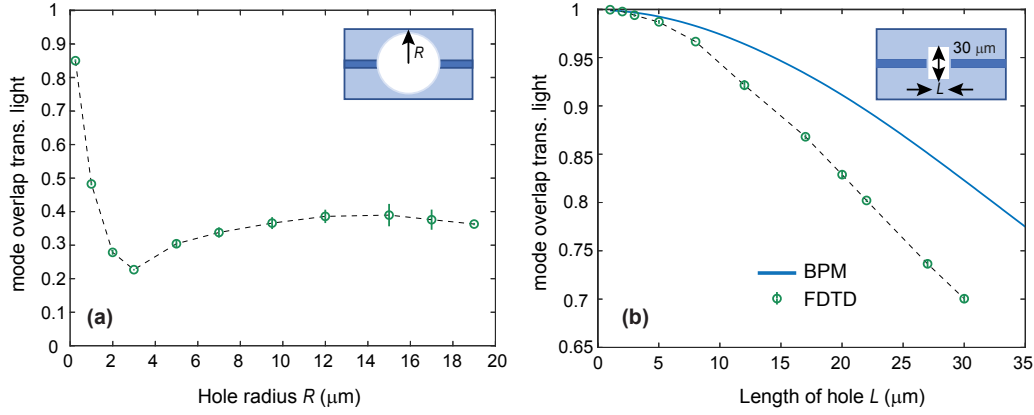 1
0.9
0.8
0.7
0.6
0.5
0.4
0.3
0.2
0.1
0
mode overlap trans. light
R
(a)
0 2 4 6 8 10 12 14 16 18 20
Hole radius R (μm)
1
0.95
0.9
0.85
0.8
0.75
0.7
0.65
mode overlap trans. light
30 μm
L
BPM
FDTD
(b)
0 5 10 15 20 25 30 35
Length of hole L (μm)